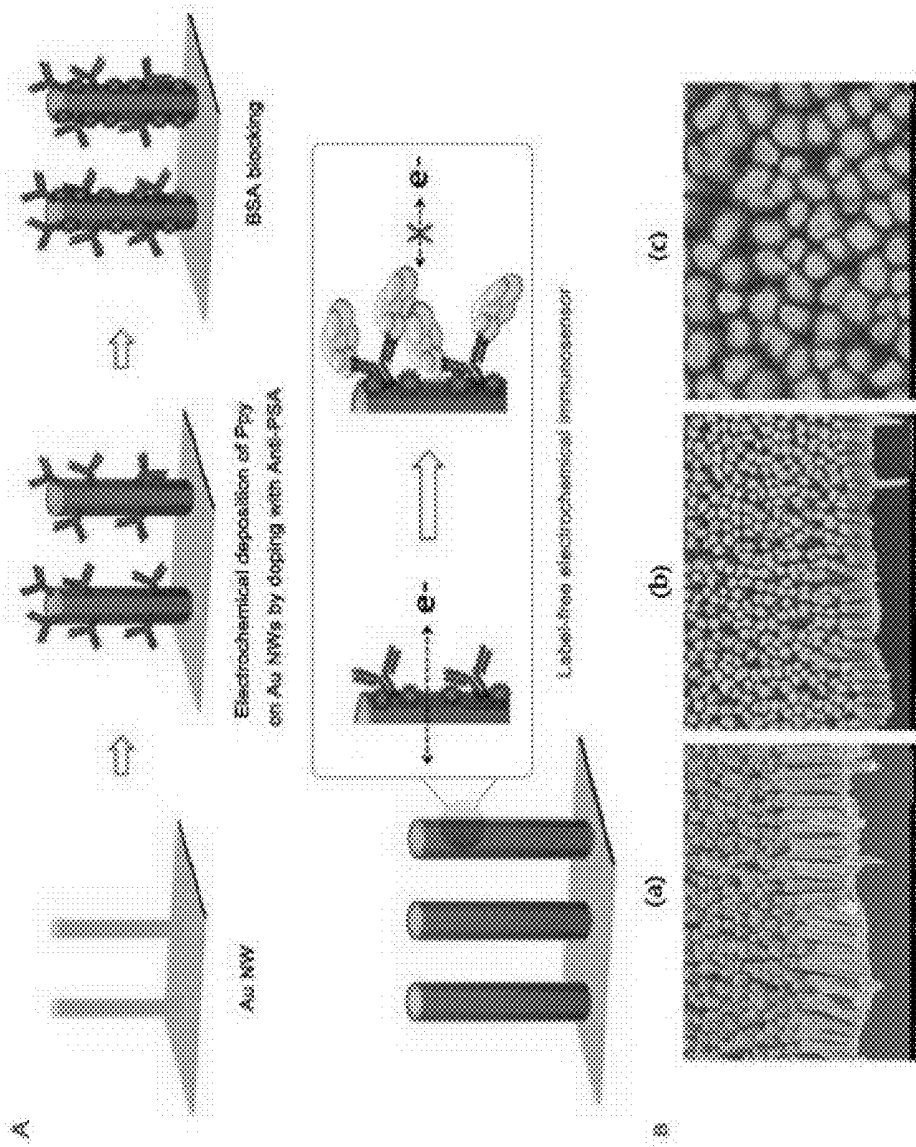 A
Au NW
Electrochemical deposition of Ppy
on Au NWs by doping with Anti-PSA
BSA blocking
e-
X
e-
Label-free electrochemical immunosensor
B
(a)
(b)
(c)